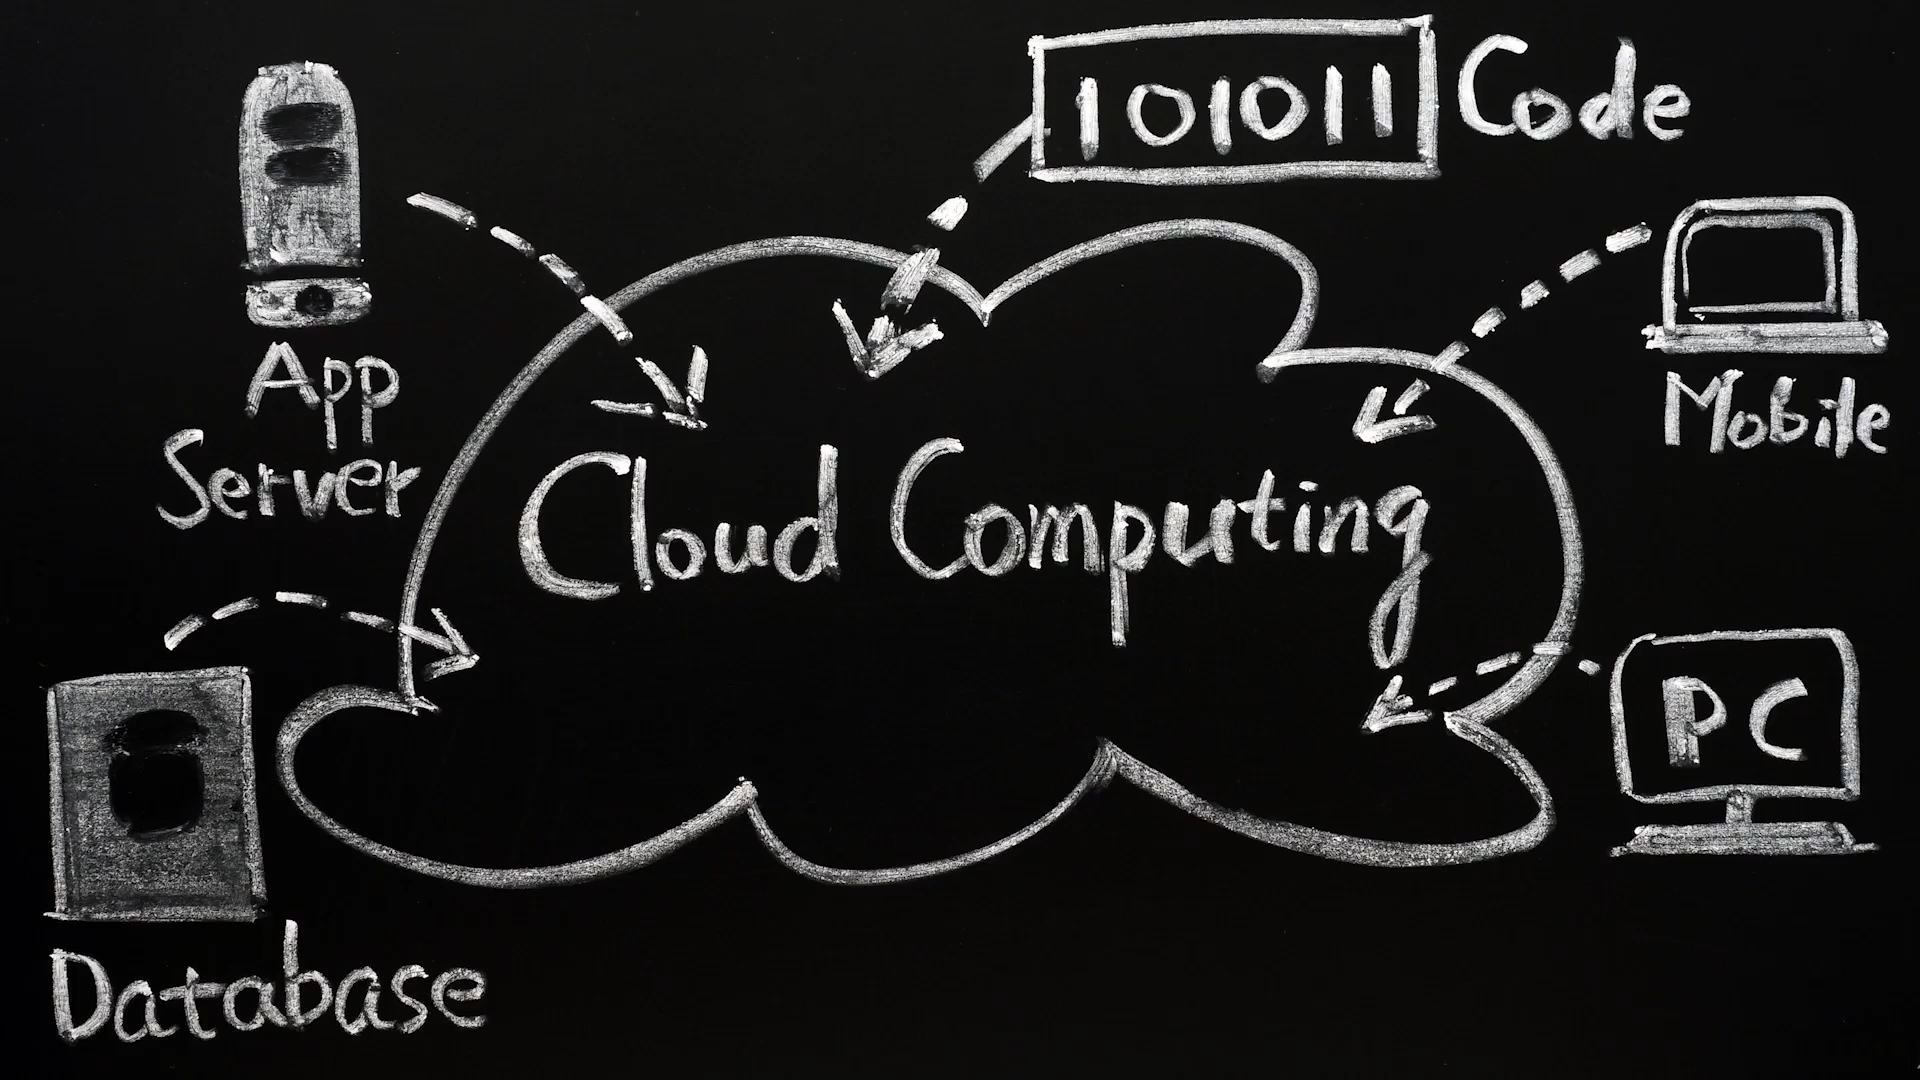 101011 Code
App
Server
Mobile
Cloud Computing
PC
Database